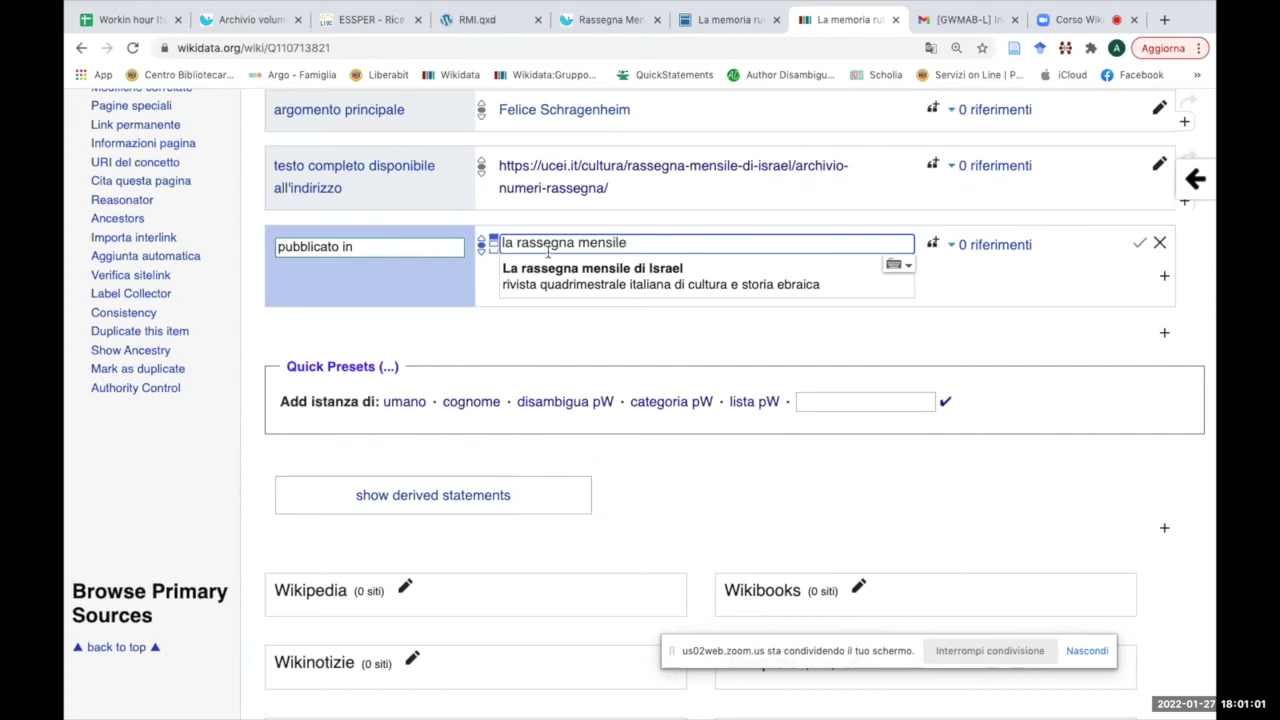 Workin hour It:
Archivio volum
ESSPER - Rice
RMI.qxd
Rassegna Men
La memoria ru
La memoria ru
[GWMAB-L] In
Corso Wiki
wikidata.org/wiki/Q110713821
A
Aggiorna
App
Centro Bibliotecar...
Argo - Famiglia
Liberabit
Wikidata
Wikidata:Gruppo...
QuickStatements
Author Disambigu...
Scholia
Servizi on Line | P...
iCloud
Facebook
»
Modifiche correlate
Pagine speciali
Link permanente
Informazioni pagina
URI del concetto
Cita questa pagina
Reasonator
Ancestors
Importa interlink
Aggiunta automatica
Verifica sitelink
Label Collector
Consistency
Duplicate this item
Show Ancestry
Mark as duplicate
Authority Control
Browse Primary
Sources
▲ back to top ▲
argomento principale
Felice Schragenheim
0 riferimenti
testo completo disponibile
all'indirizzo
https://ucei.it/cultura/rassegna-mensile-di-israel/archivio-
numeri-rassegna/
0 riferimenti
pubblicato in
la rassegna mensile
0 riferimenti
La rassegna mensile di Israel
rivista quadrimestrale italiana di cultura e storia ebraica
Quick Presets (...)
Add istanza di: umano · cognome · disambigua pW · categoria pW · lista pW ·
show derived statements
Wikipedia (0 siti)
Wikibooks (0 siti)
Wikinotizie (0 siti)
us02web.zoom.us sta condividendo il tuo schermo.
Interrompi condivisione
Nascondi
2022-01-27 18:01:01